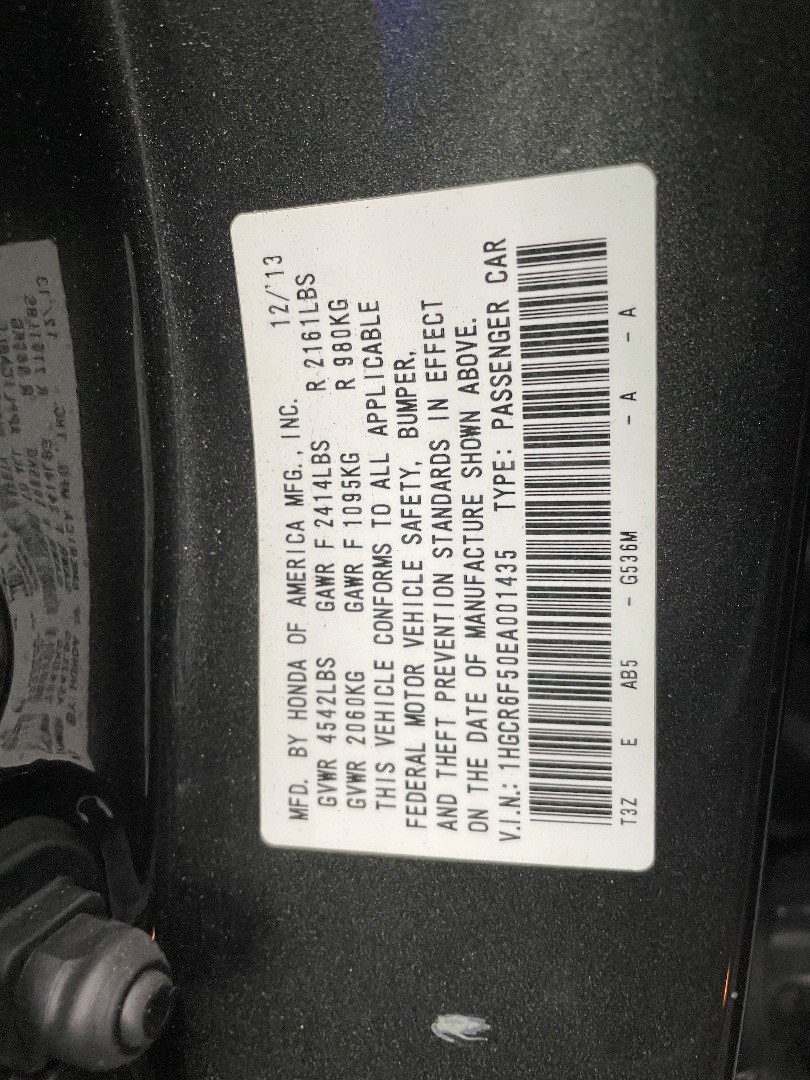 MFD. BY HONDA OF AMERICA MFG., INC. 12/'13
GVWR 4542LBS GAWR F 2414LBS R 2161LBS
GVWR 2060KG GAWR F 1095KG R 980KG
THIS VEHICLE CONFORMS TO ALL APPLICABLE
FEDERAL MOTOR VEHICLE SAFETY, BUMPER,
AND THEFT PREVENTION STANDARDS IN EFFECT
ON THE DATE OF MANUFACTURE SHOWN ABOVE.
V.I.N.: 1HGCR6F50EA001435 TYPE: PASSENGER CAR
T3Z E AB5 - G536M - A - A